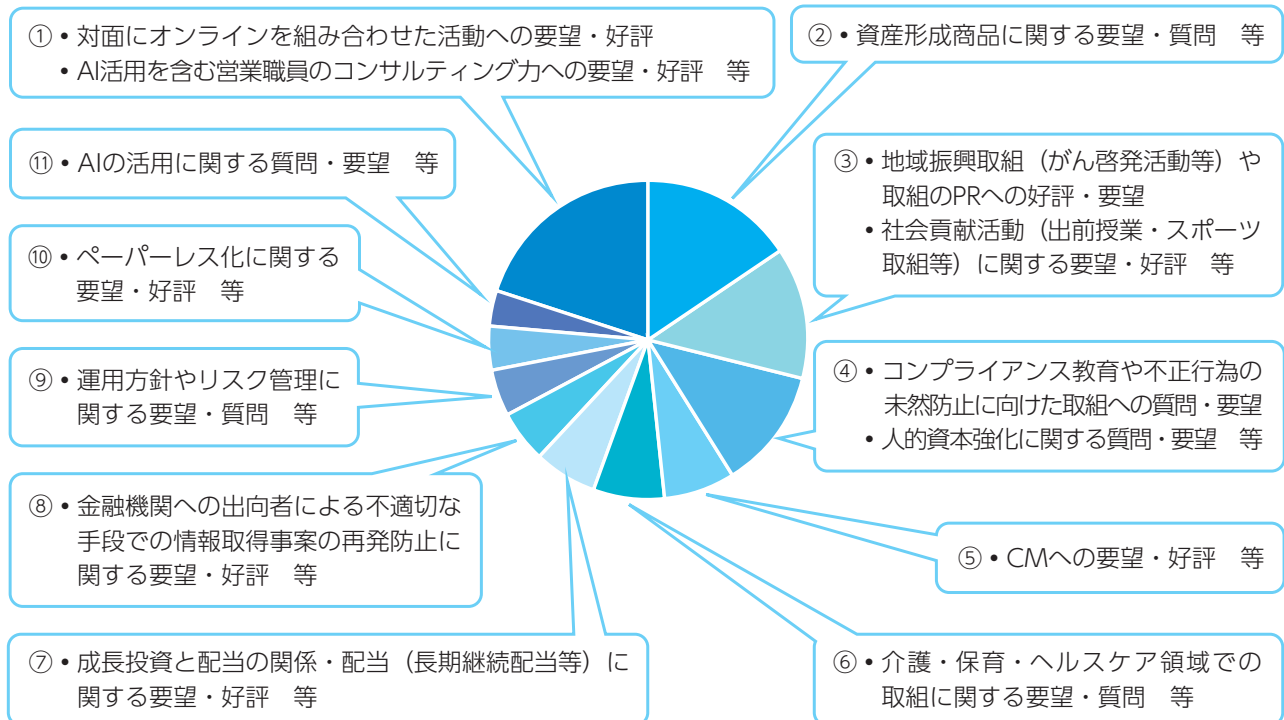 ①•対面にオンラインを組み合わせた活動への要望・好評
•AI活用を含む営業職員のコンサルティング力への要望・好評　等
②•資産形成商品に関する要望・質問　等
③•地域振興取組（がん啓発活動等）や
取組のPRへの好評・要望
•社会貢献活動（出前授業・スポーツ
取組等）に関する要望・好評　等
④•コンプライアンス教育や不正行為の
未然防止に向けた取組への質問・要望
•人的資本強化に関する質問・要望　等
⑤•CMへの要望・好評　等
⑥•介護・保育・ヘルスケア領域での
取組に関する要望・質問　等
⑦•成長投資と配当の関係・配当（長期継続配当等）に
関する要望・好評　等
⑧•金融機関への出向者による不適切な
手段での情報取得事案の再発防止に
関する要望・好評　等
⑨•運用方針やリスク管理に
関する要望・質問　等
⑩•ペーパーレス化に関する
要望・好評　等
⑪•AIの活用に関する質問・要望　等